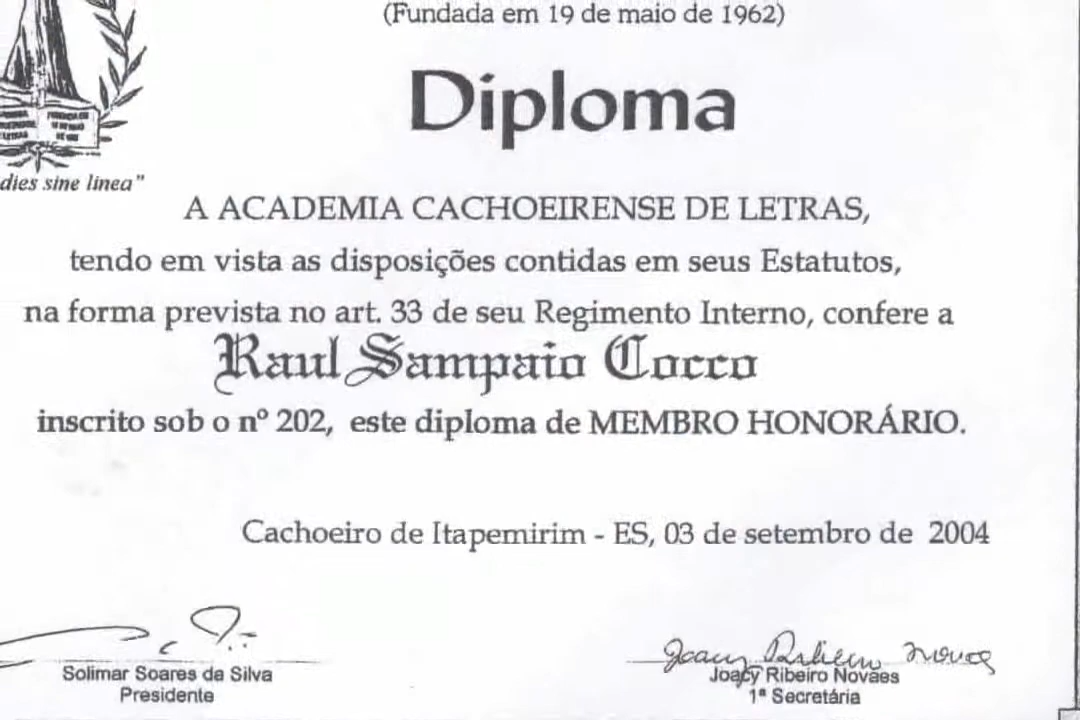 (Fundada em 19 de maio de 1962)
Diploma
dies sine linea"
A ACADEMIA CACHOEIRENSE DE LETRAS,
tendo em vista as disposições contidas em seus Estatutos,
na forma prevista no art. 33 de seu Regimento Interno, confere a
Raul Sampaio Cocco
inscrito sob o nº 202, este diploma de MEMBRO HONORÁRIO.
Cachoeiro de Itapemirim - ES, 03 de setembro de 2004
Joacy Ribeiro Novaes
Solimar Soares da Silva
Presidente
Joacy Ribeiro Novaes
1ª Secretária